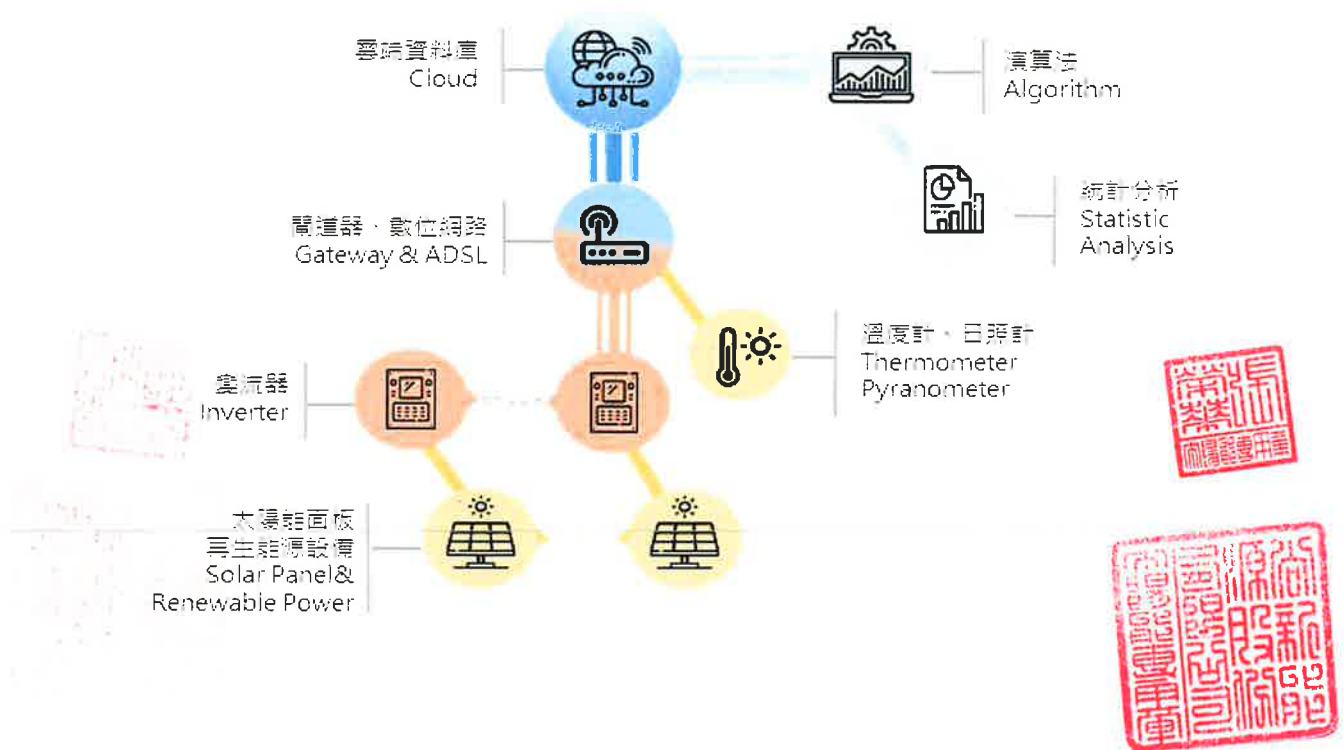 雲端資料庫
Cloud
演算法
Algorithm
統計分析
Statistic
Analysis
閘道器、數位網路
Gateway & ADSL
溫度計、日照計
Thermometer
Pyranometer
變流器
Inverter
太陽能面板
再生能源設備
Solar Panel&
Renewable Power